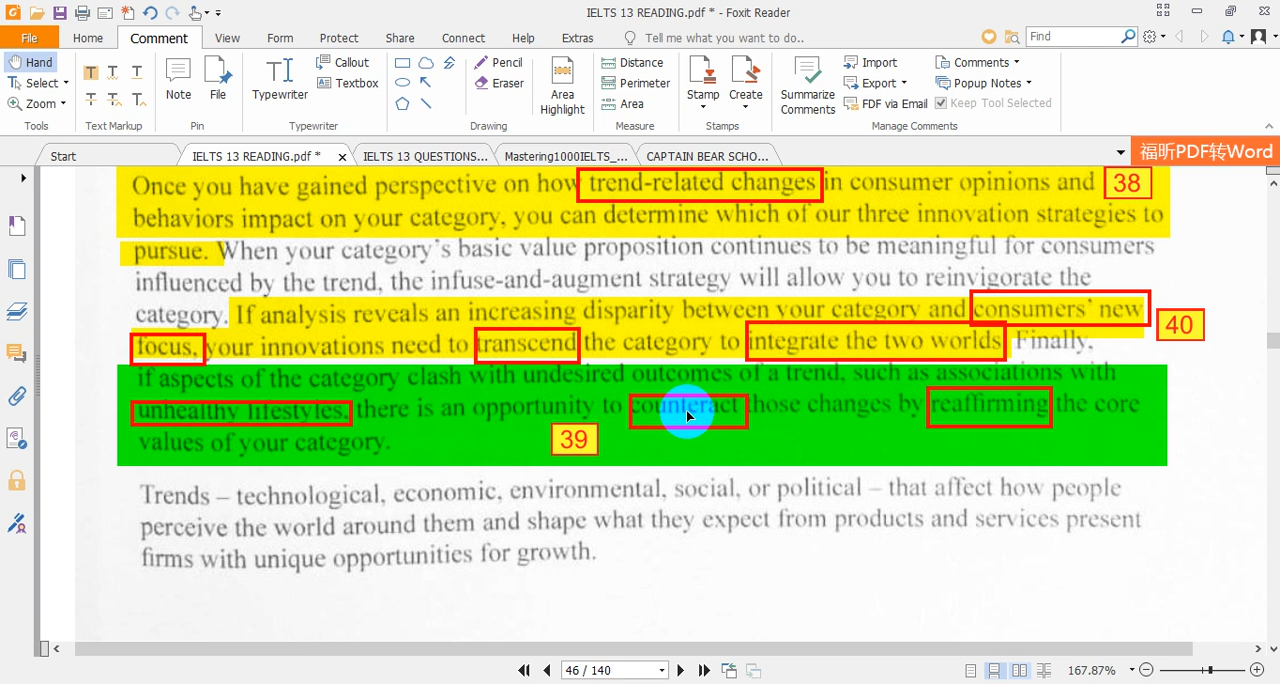 IELTS 13 READING.pdf * - Foxit Reader
File Home Comment View Form Protect Share Connect Help Extras Tell me what you want to do.. Find
Hand
Select
Zoom
Tools
T T T
T T T
Text Markup
Note
File
Pin
Typewriter
Callout
Textbox
Typewriter
Pencil
Eraser
Drawing
Area
Highlight
Distance
Perimeter
Area
Measure
Stamp
Create
Stamps
Summarize
Comments
Import
Export
FDF via Email
Comments
Popup Notes
Keep Tool Selected
Manage Comments
Start IELTS 13 READING.pdf * IELTS 13 QUESTIONS... Mastering1000IELTS_... CAPTAIN BEAR SCHO... 福昕PDF转Word
Once you have gained perspective on how trend-related changes in consumer opinions and 38
behaviors impact on your category, you can determine which of our three innovation strategies to
pursue. When your category's basic value proposition continues to be meaningful for consumers
influenced by the trend, the infuse-and-augment strategy will allow you to reinvigorate the
category. If analysis reveals an increasing disparity between your category and consumers' new
focus, your innovations need to transcend the category to integrate the two worlds. Finally, 40
if aspects of the category clash with undesired outcomes of a trend, such as associations with
unhealthy lifestyles, there is an opportunity to counteract those changes by reaffirming the core
values of your category. 39
Trends – technological, economic, environmental, social, or political – that affect how people
perceive the world around them and shape what they expect from products and services present
firms with unique opportunities for growth.
46 / 140
167.87%